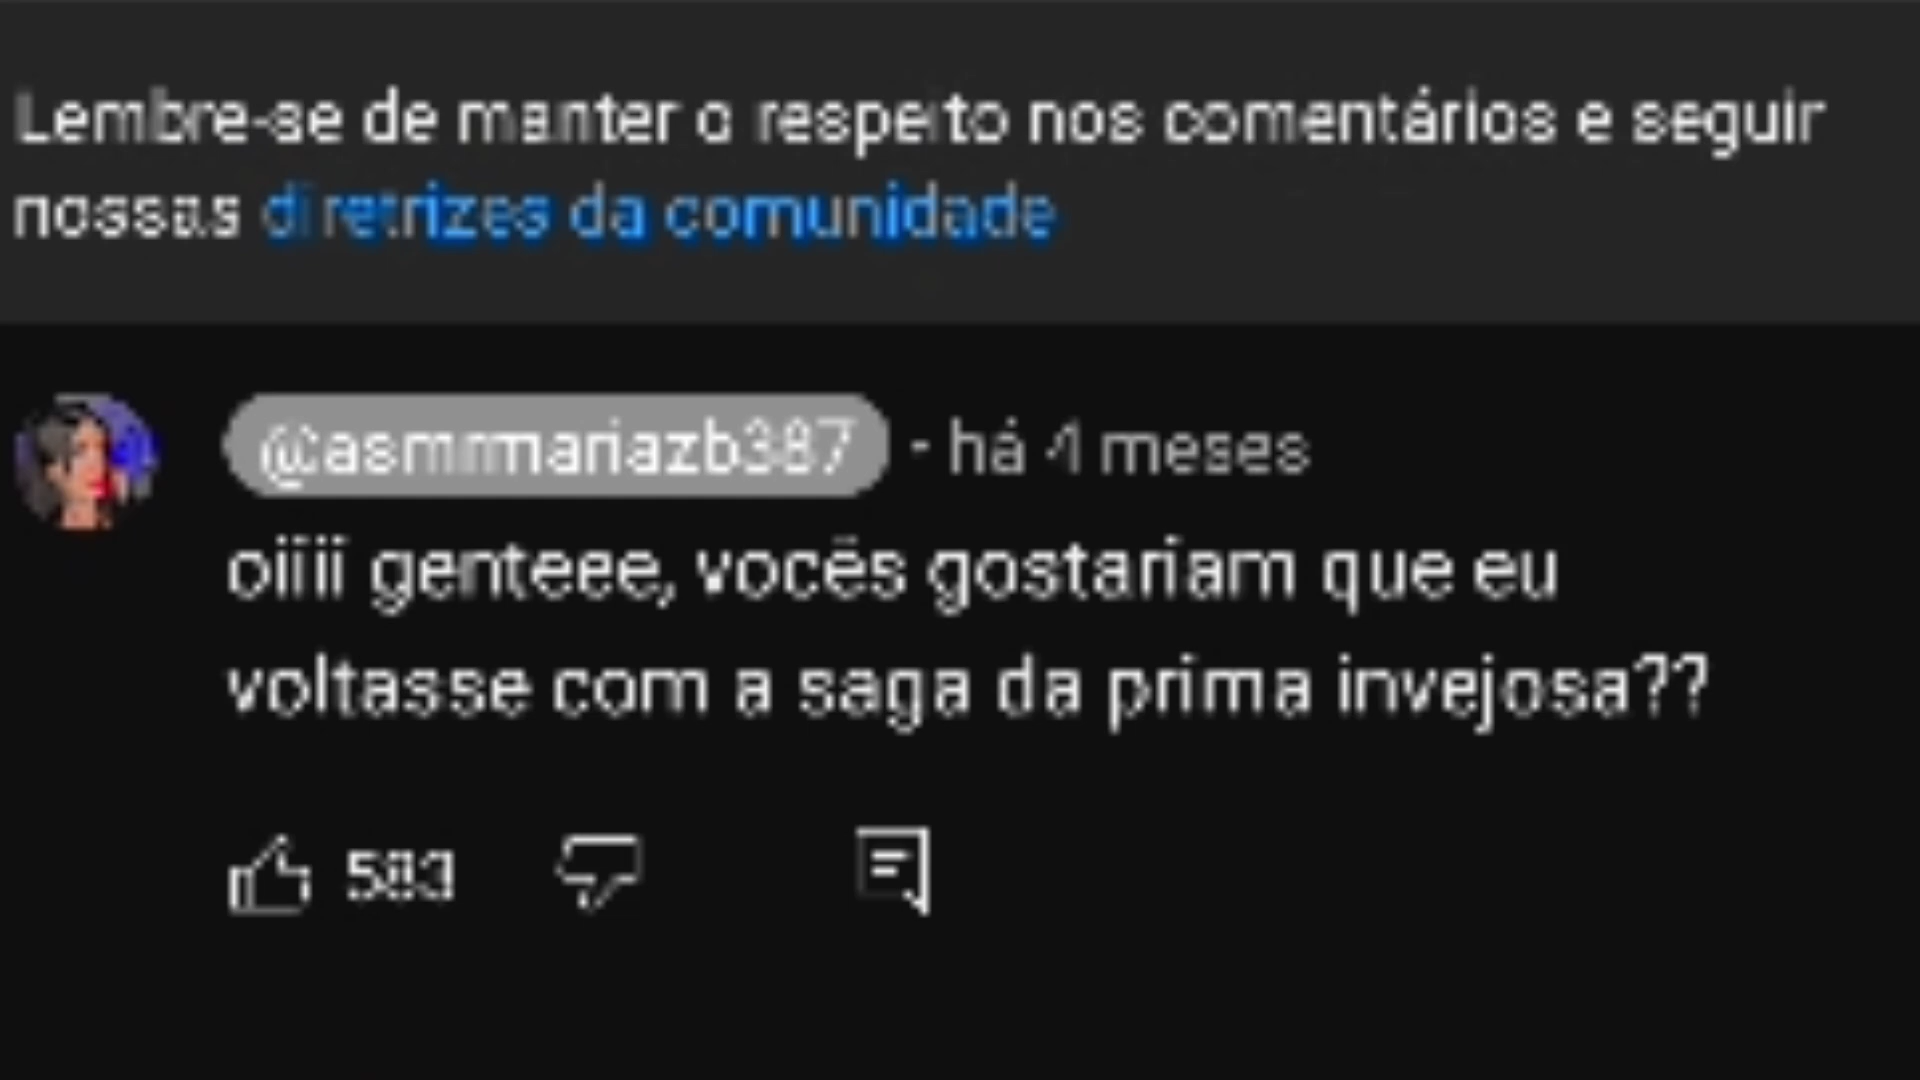 Lembre-se de manter o respeito nos comentários e seguir
nossas diretrizes da comunidade
@asmrmariazb387 - há 4 meses
oiiii genteee, vocês gostariam que eu
voltasse com a saga da prima invejosa??
583